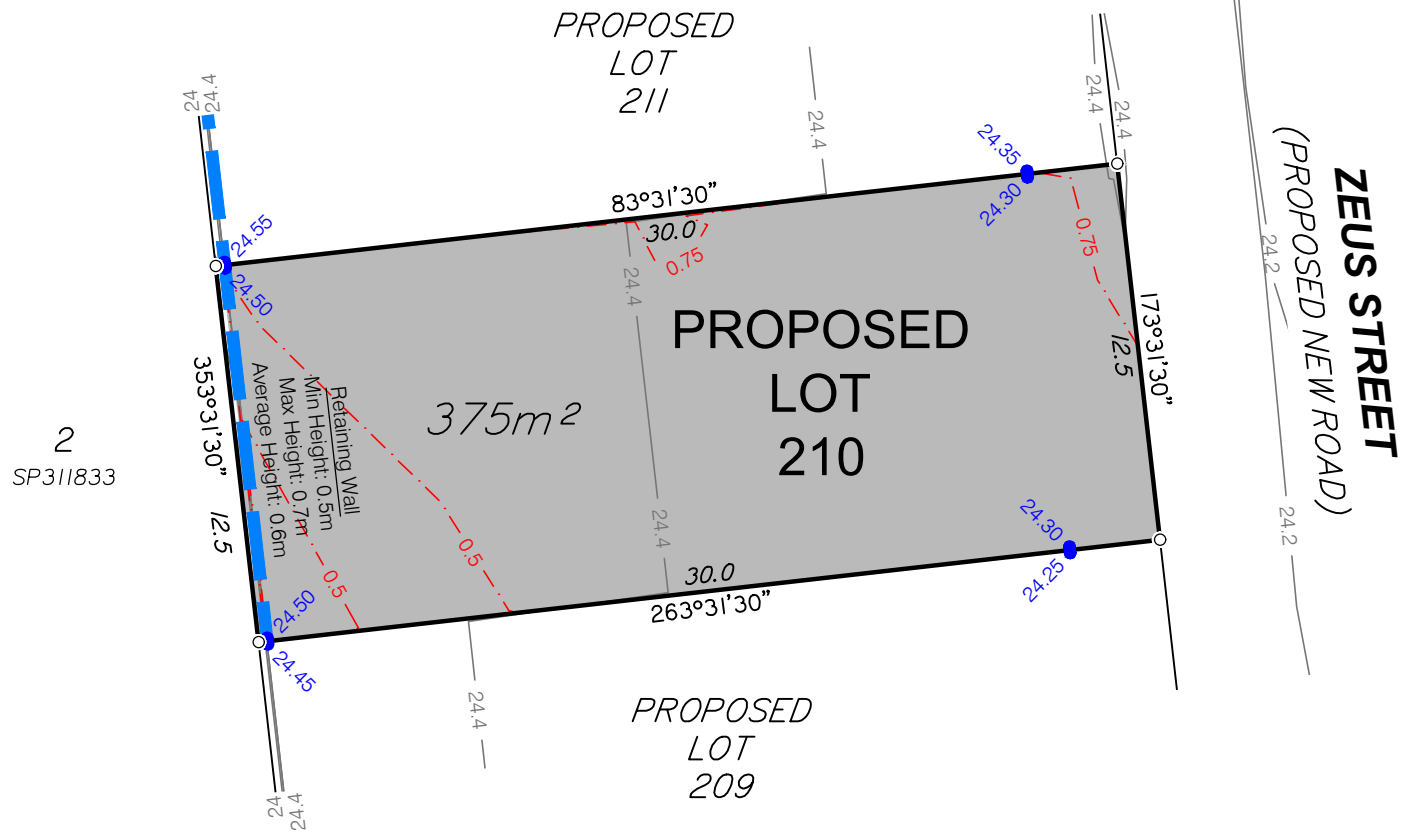 PROPOSED
LOT
211
24
24.4
24.4
24.4
24.4
24.35
24.30
83°31'30"
30.0
0.75
0.75
24.55
24.50
24.4
PROPOSED
LOT
210
375m²
Retaining Wall
Min Height: 0.5m
Max Height: 0.7m
Average Height: 0.6m
353°31'30"
12.5
173°31'30"
12.5
ZEUS STREET
(PROPOSED NEW ROAD)
24.2
24.2
2
SP311833
0.5
0.5
24.4
24.30
24.25
30.0
263°31'30"
24.50
24.45
24.4
PROPOSED
LOT
209
24
24.4